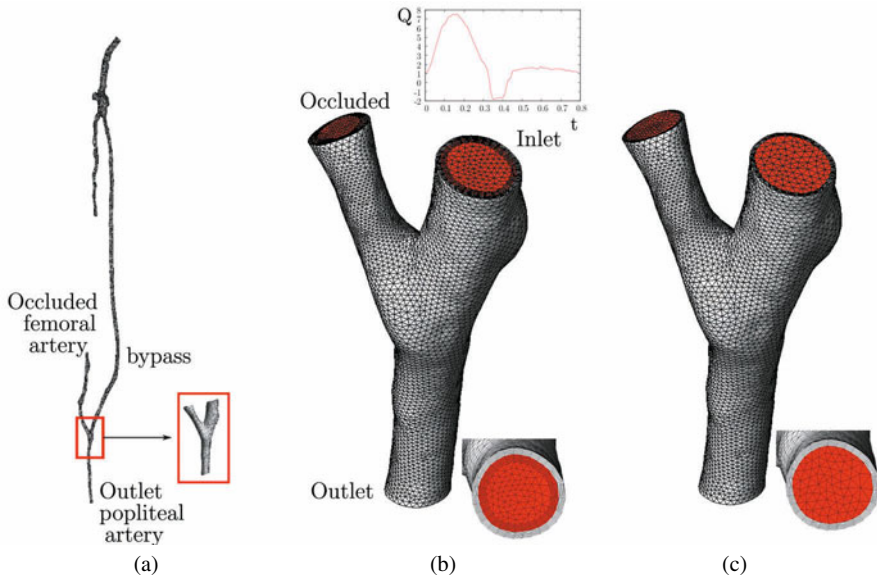 Occluded
femoral
artery
bypass
Outlet
popliteal
artery
(a)
Q
8
7
6
5
4
3
2
1
0
-1
-2
0 0.1 0.2 0.3 0.4 0.5 0.6 0.7 0.8
t
Occluded
Inlet
Outlet
(b)
(c)